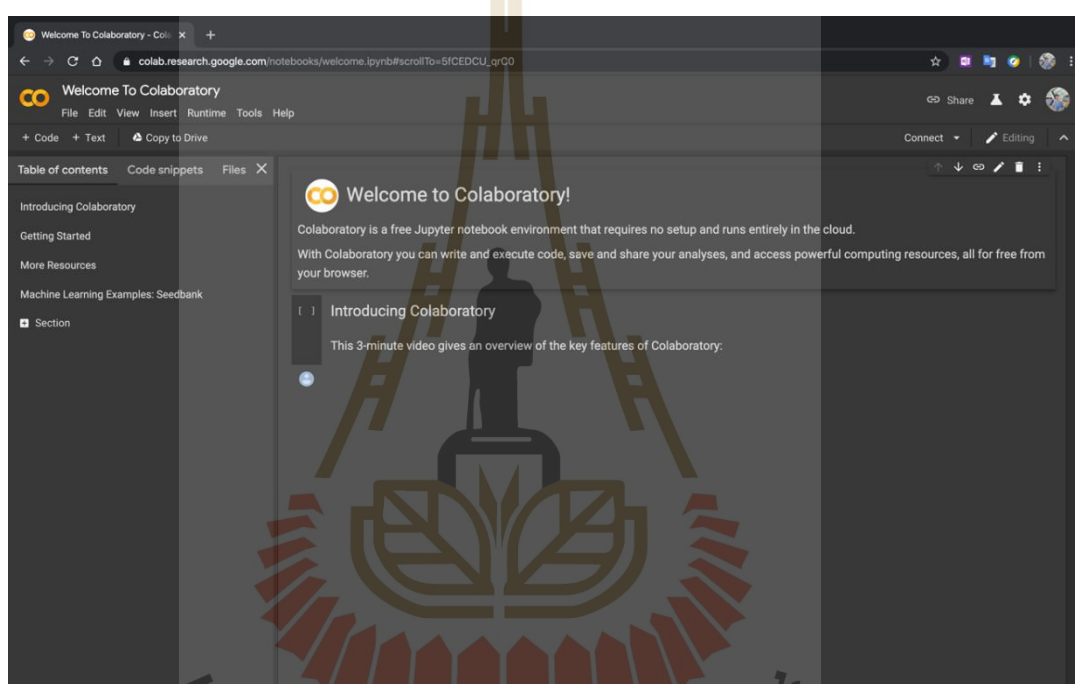 Welcome To Colaboratory - Cola
colab.research.google.com/notebooks/welcome.ipynb#scrollTo=5fCEDCU_qrC0
Welcome To Colaboratory
File Edit View Insert Runtime Tools Help
Share
+ Code + Text Copy to Drive
Connect Editing
Table of contents Code snippets Files
Introducing Colaboratory
Getting Started
More Resources
Machine Learning Examples: Seedbank
Section
CO Welcome to Colaboratory!
Colaboratory is a free Jupyter notebook environment that requires no setup and runs entirely in the cloud.
With Colaboratory you can write and execute code, save and share your analyses, and access powerful computing resources, all for free from
your browser.
[ ] Introducing Colaboratory
This 3-minute video gives an overview of the key features of Colaboratory: